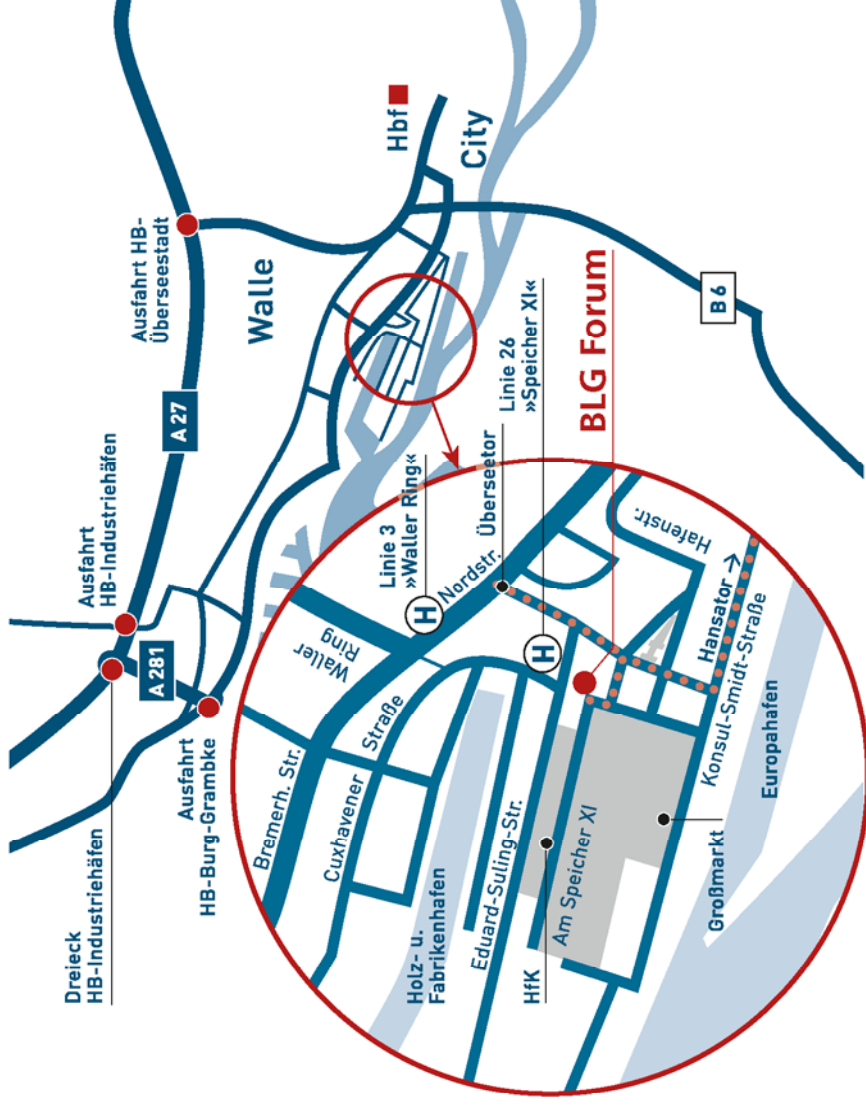 Dreieck
HB-Industriehäfen
Ausfahrt
HB-Industriehäfen
Ausfahrt HB-
Überseestadt
A 27
A 281
Ausfahrt
HB-Burg-Grambke
Walle
Hbf
City
B 6
Linie 3
»Waller Ring«
Überseetor
Linie 26
»Speicher XI«
BLG Forum
Bremerh. Str.
Waller
Ring
Nordstr.
H
Cuxhavener Straße
Holz- u.
Fabrikenhafen
Eduard-Suling-Str.
H
HfK
Am Speicher XI
Großmarkt
Hafenstr.
Hansator →
Konsul-Smidt-Straße
Europahafen